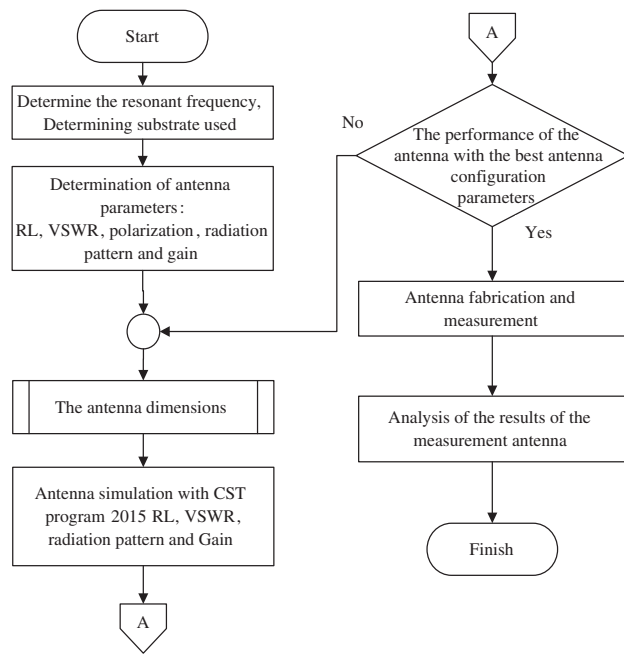 Start
Determine the resonant frequency,
Determining substrate used
Determination of antenna
parameters:
RL, VSWR, polarization, radiation
pattern and gain
The antenna dimensions
Antenna simulation with CST
program 2015 RL, VSWR,
radiation pattern and Gain
A
A
No
The performance of the
antenna with the best antenna
configuration
parameters
Yes
Antenna fabrication and
measurement
Analysis of the results of the
measurement antenna
Finish